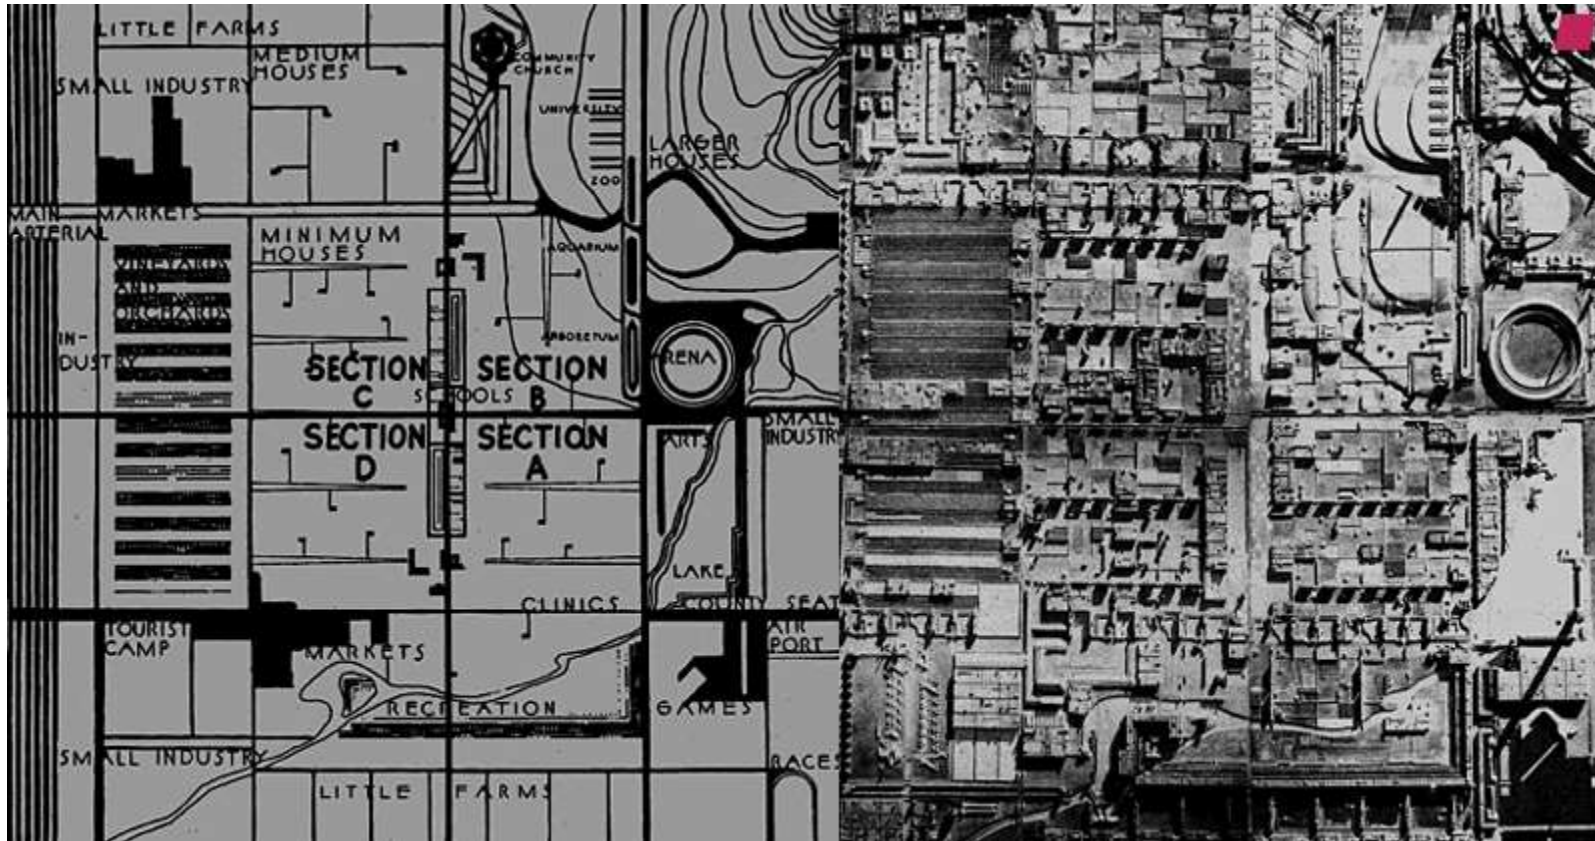 LITTLE FARMS
MEDIUM
HOUSES
COMMUNITY
CHURCH
SMALL INDUSTRY
UNIVERSITY
LARGER
HOUSES
ZOO
MAIN
ARTERIAL
MARKETS
MINIMUM
HOUSES
AQUARIUM
VINEYARDS
AND
ORCHARDS
IN-
DUSTRY
ARBORETUM
ARENA
SECTION
C
SECTION
B
SCHOOLS
SECTION
D
SECTION
A
ARTS
SMALL
INDUSTRY
LAKE
CLINICS
COUNTY SEAT
TOURIST
CAMP
MARKETS
AIR
PORT
RECREATION
GAMES
SMALL INDUSTRY
RACES
LITTLE FARMS